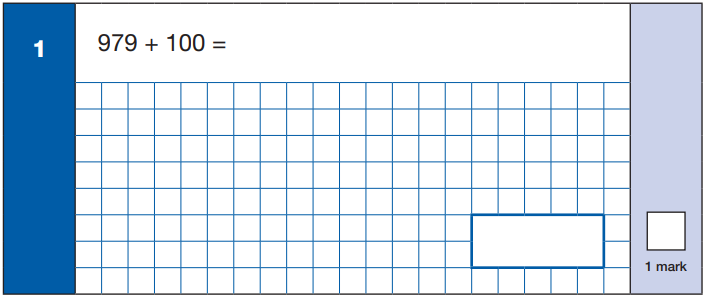 1
979 + 100 =
1 mark